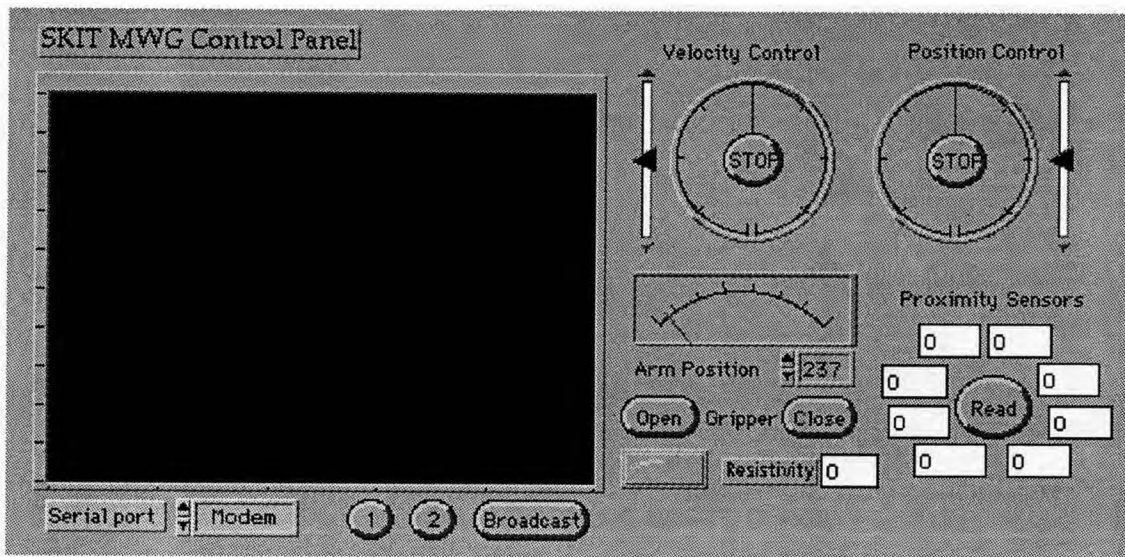 SKIT MWG Control Panel
Velocity Control
Position Control
STOP
STOP
Proximity Sensors
0
0
0
0
Read
0
0
0
0
Arm Position
237
Open
Gripper
Close
Resistivity
0
Serial port
Modem
1
2
Broadcast